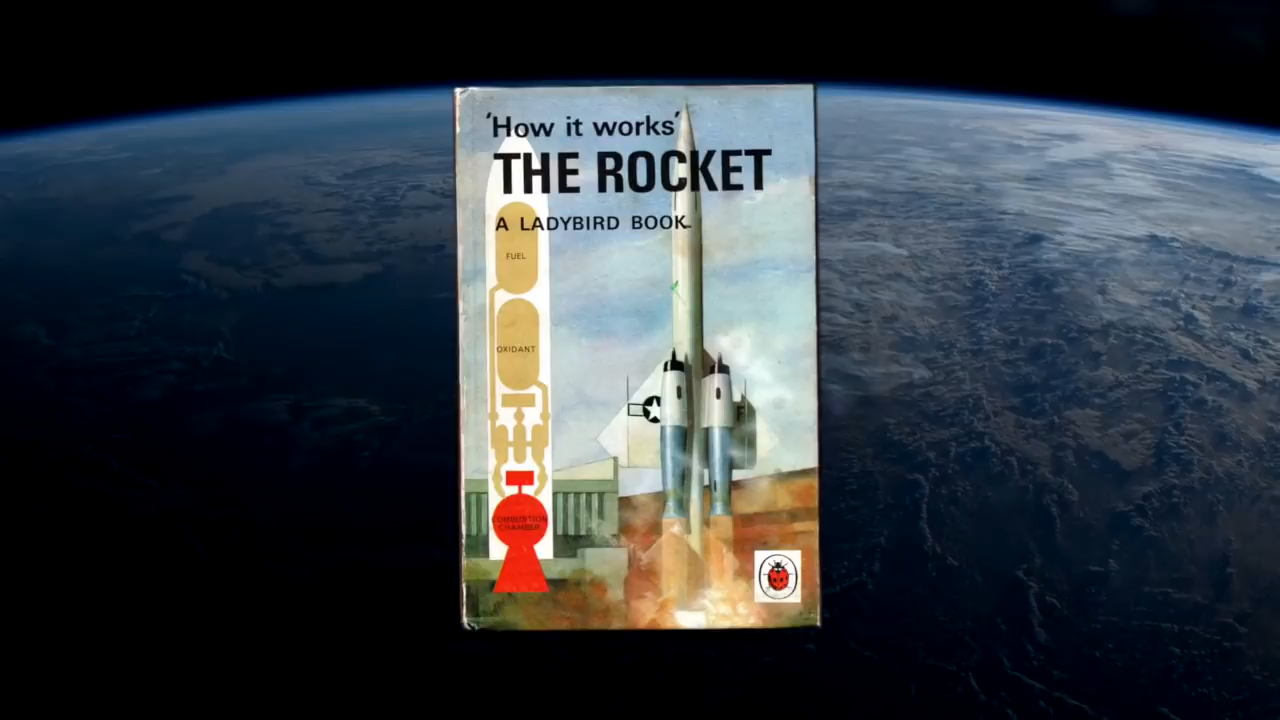 'How it works'
THE ROCKET
A LADYBIRD BOOK
FUEL
OXIDANT
COMBUSTION
CHAMBER